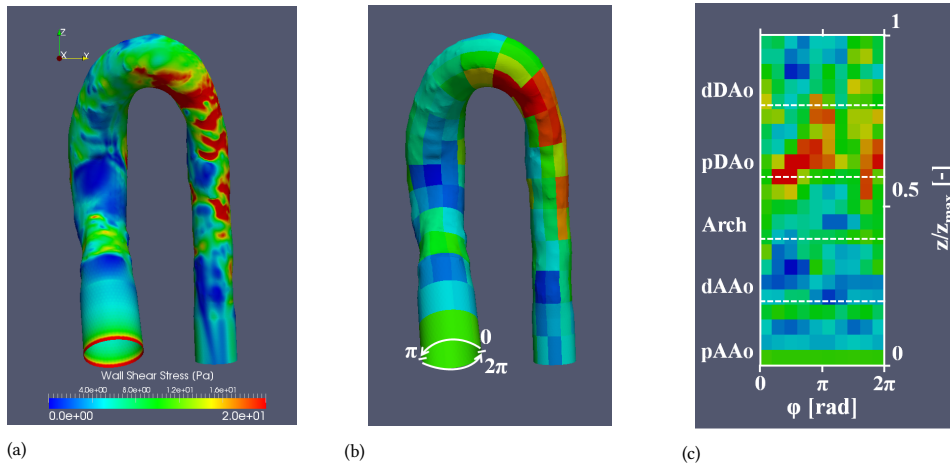 Z
X
Y
Wall Shear Stress (Pa)
4.0e+00 8.0e+00 1.2e+01 1.6e+01
0.0e+00 2.0e+01
(a)
0
π
2π
(b)
1
dDAo
pDAo
0.5
Arch
z/zmax [-]
dAAo
pAAo
0
0 π 2π
φ [rad]
(c)